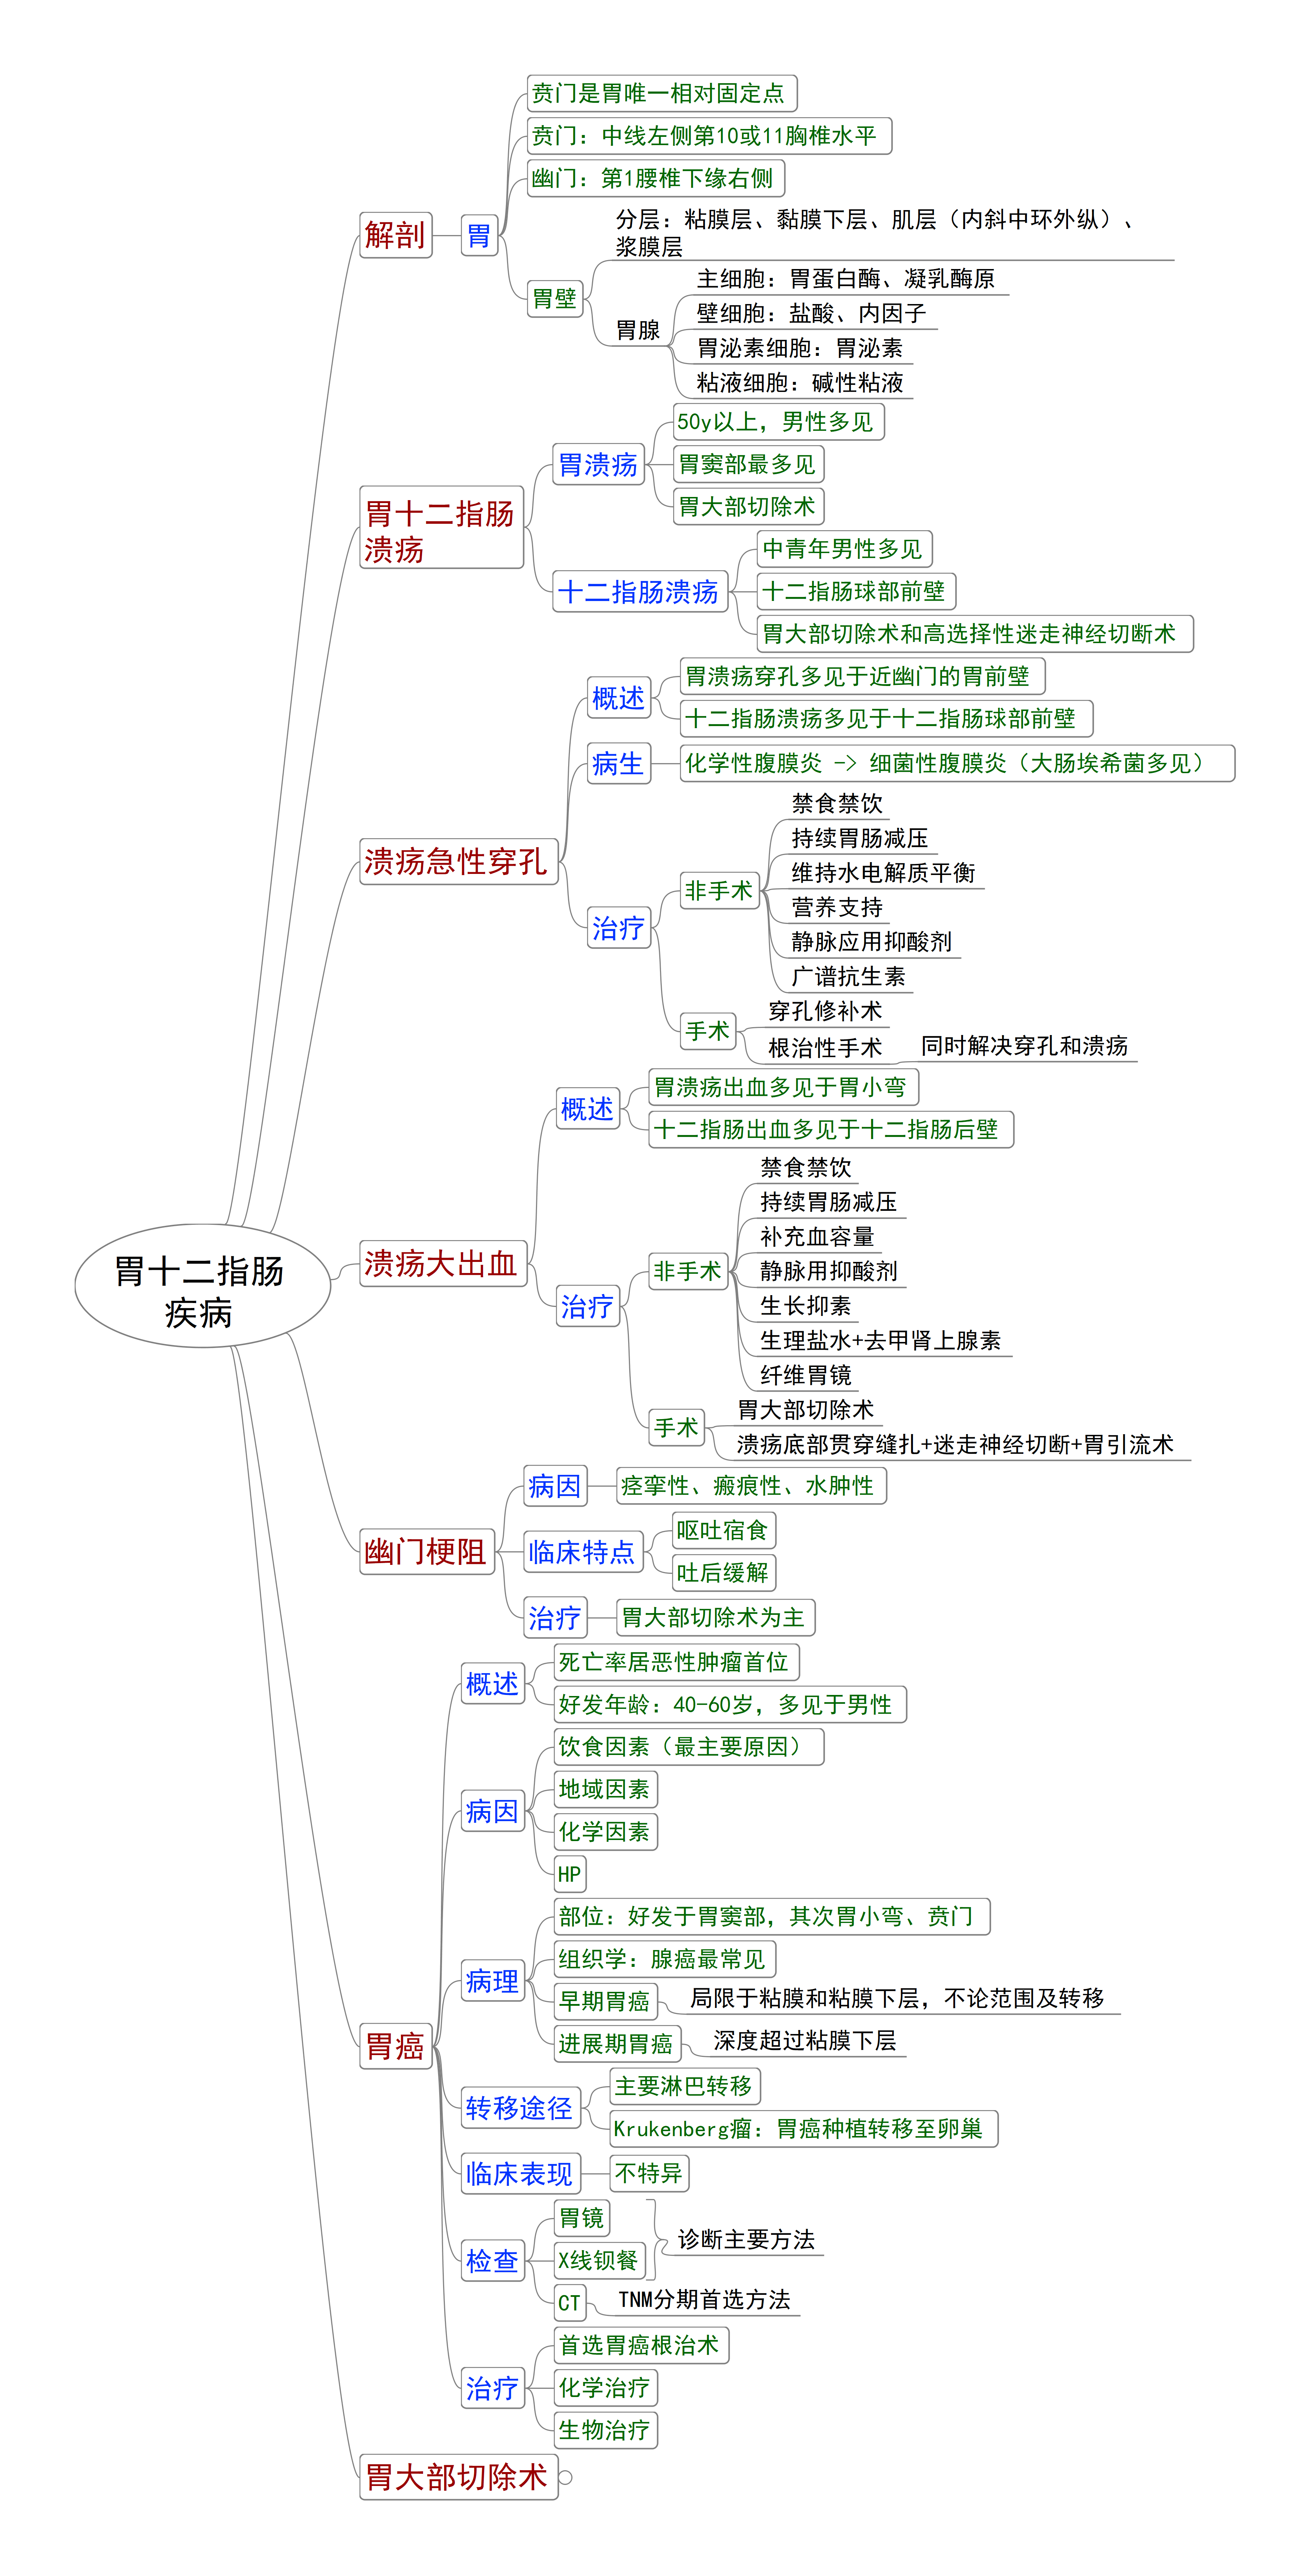 贲门是胃唯一相对固定点
贲门：中线左侧第10或11胸椎水平
幽门：第1腰椎下缘右侧
解剖
胃
分层：粘膜层、黏膜下层、肌层（内斜中环外纵）、
浆膜层
胃壁
主细胞：胃蛋白酶、凝乳酶原
壁细胞：盐酸、内因子
胃腺
胃泌素细胞：胃泌素
粘液细胞：碱性粘液
50y以上，男性多见
胃溃疡
胃窦部最多见
胃大部切除术
胃十二指肠
溃疡
中青年男性多见
十二指肠溃疡
十二指肠球部前壁
胃大部切除术和高选择性迷走神经切断术
胃溃疡穿孔多见于近幽门的胃前壁
概述
十二指肠溃疡多见于十二指肠球部前壁
病生
化学性腹膜炎 -> 细菌性腹膜炎（大肠埃希菌多见）
溃疡急性穿孔
禁食禁饮
持续胃肠减压
维持水电解质平衡
非手术
营养支持
治疗
静脉应用抑酸剂
广谱抗生素
穿孔修补术
手术
根治性手术
同时解决穿孔和溃疡
胃溃疡出血多见于胃小弯
概述
十二指肠出血多见于十二指肠后壁
禁食禁饮
持续胃肠减压
补充血容量
溃疡大出血
非手术
静脉用抑酸剂
治疗
生长抑素
生理盐水+去甲肾上腺素
纤维胃镜
胃十二指肠
疾病
胃大部切除术
手术
溃疡底部贯穿缝扎+迷走神经切断+胃引流术
病因
痉挛性、瘢痕性、水肿性
呕吐宿食
幽门梗阻
临床特点
吐后缓解
治疗
胃大部切除术为主
死亡率居恶性肿瘤首位
概述
好发年龄：40-60岁，多见于男性
饮食因素（最主要原因）
地域因素
病因
化学因素
HP
部位：好发于胃窦部，其次胃小弯、贲门
组织学：腺癌最常见
病理
早期胃癌
局限于粘膜和粘膜下层，不论范围及转移
进展期胃癌
深度超过粘膜下层
胃癌
主要淋巴转移
转移途径
Krukenberg瘤：胃癌种植转移至卵巢
临床表现
不特异
胃镜
诊断主要方法
检查
X线钡餐
CT
TNM分期首选方法
首选胃癌根治术
治疗
化学治疗
生物治疗
胃大部切除术